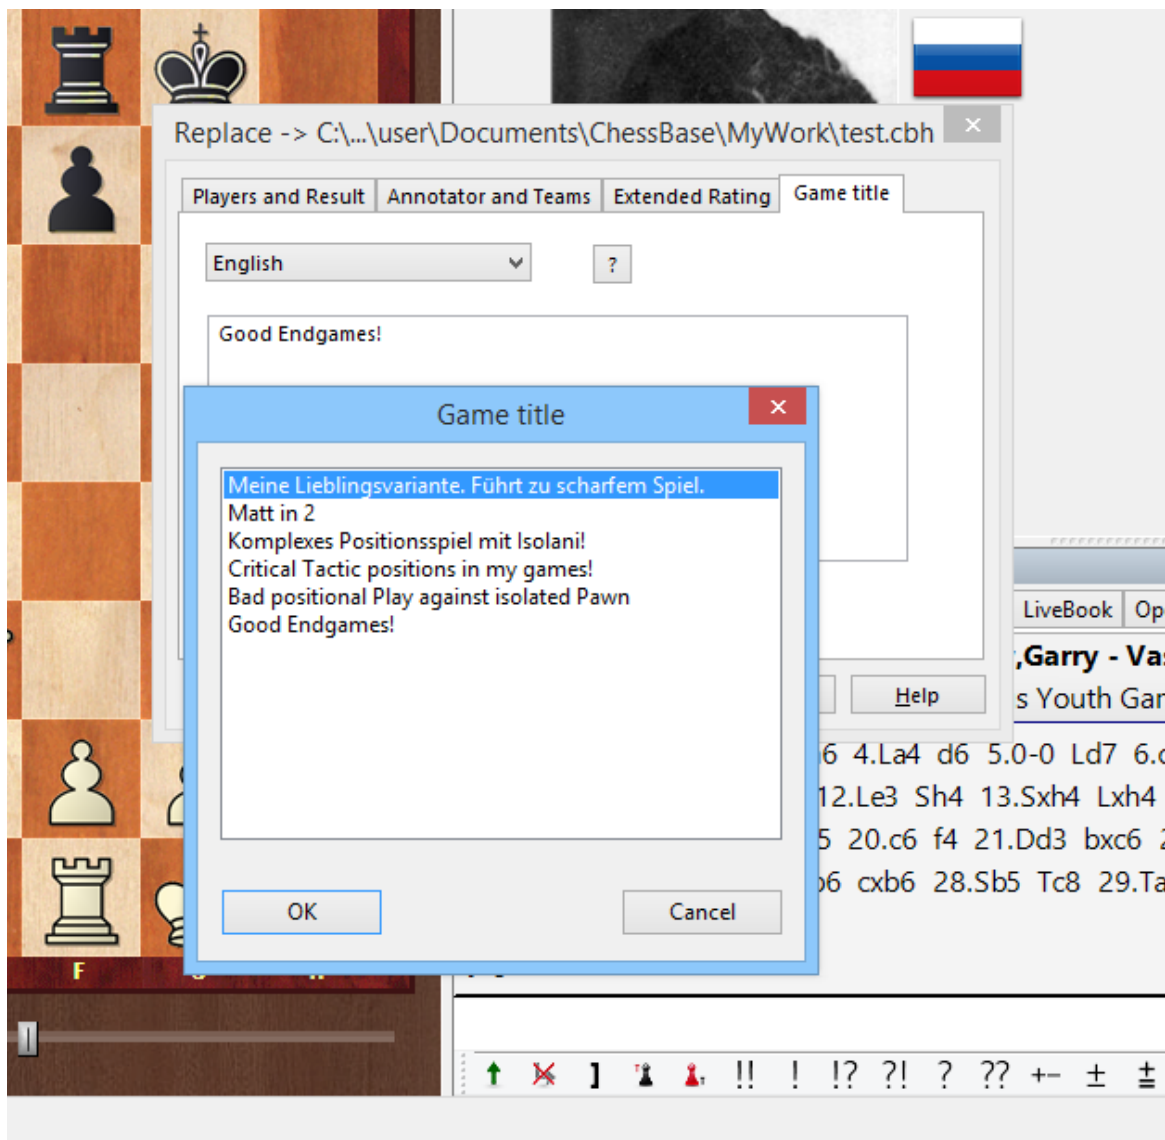 Replace -> C:\...\user\Documents\ChessBase\MyWork\test.cbh
Players and Result
Annotator and Teams
Extended Rating
Game title
English
?
Good Endgames!
Game title
Meine Lieblingsvariante. Führt zu scharfem Spiel.
Matt in 2
Komplexes Positionsspiel mit Isolani!
Critical Tactic positions in my games!
Bad positional Play against isolated Pawn
Good Endgames!
OK
Cancel
Help
LiveBook
,Garry -
s Youth
4.La4 d6 5.0-0 Ld7
12.Le3 Sh4 13.Sxh4 Lxh4
20.c6 f4 21.Dd3 bxc6
cxb6 28.Sb5 Tc8
F
] !! ! !? ?! ? ?? +− ± ⩲